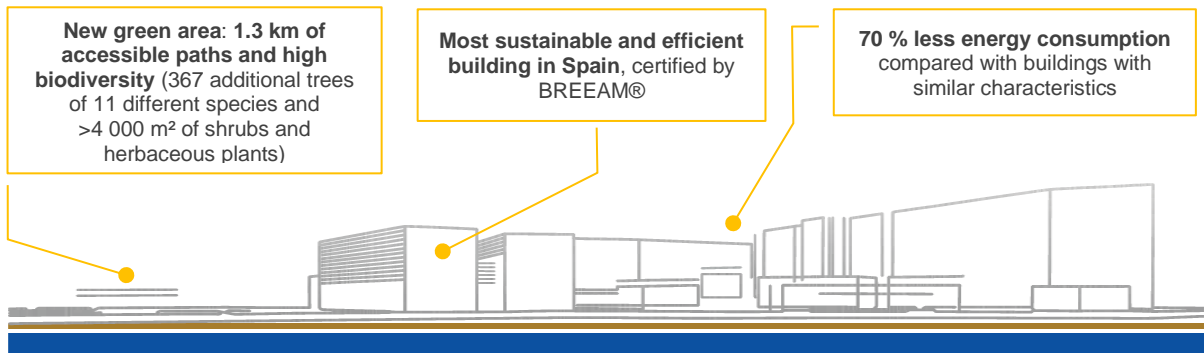 New green area: 1.3 km of
accessible paths and high
biodiversity (367 additional trees
of 11 different species and
>4 000 m² of shrubs and
herbaceous plants)
Most sustainable and efficient
building in Spain, certified by
BREEAM®
70 % less energy consumption
compared with buildings with
similar characteristics